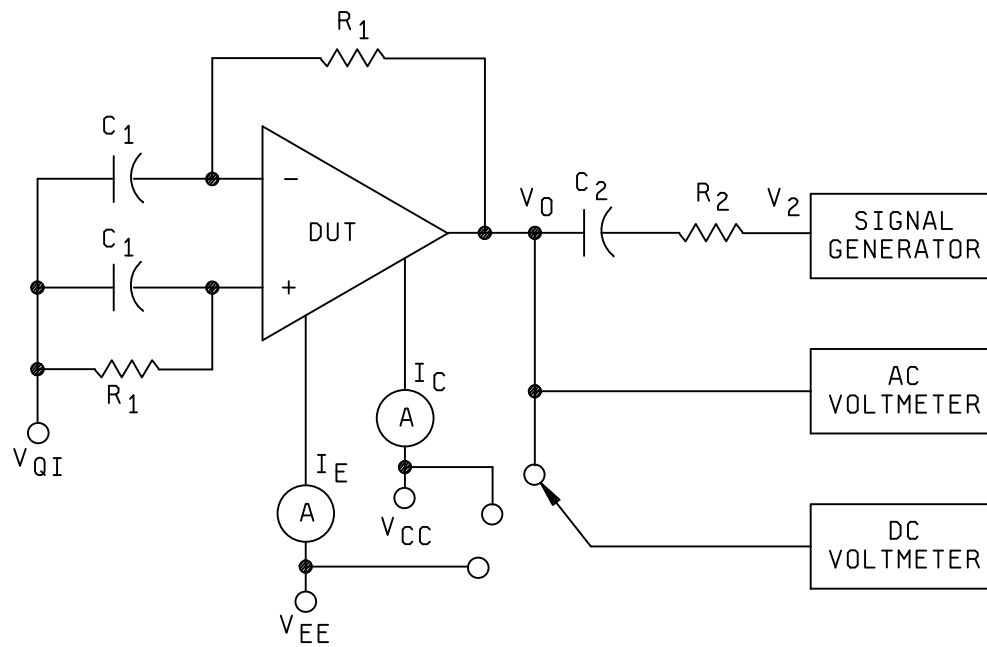 R1
C1
−
DUT
VO
C2
R2
V2
SIGNAL
GENERATOR
C1
+
R1
VQI
IC
A
AC
VOLTMETER
IE
A
VCC
DC
VOLTMETER
VEE